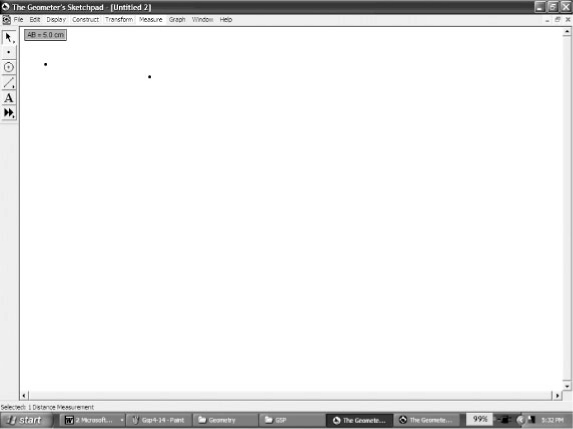 The Geometer's Sketchpad - [Untitled 2]
File Edit Display Construct Transform Measure Graph Window Help
AB = 5.0 cm
A
Selected: 1 Distance Measurement
start 2 Microsoft... Gsp4-14 - Paint Geometry GSP The Geomete... The Geomete... 99% 5:32 PM